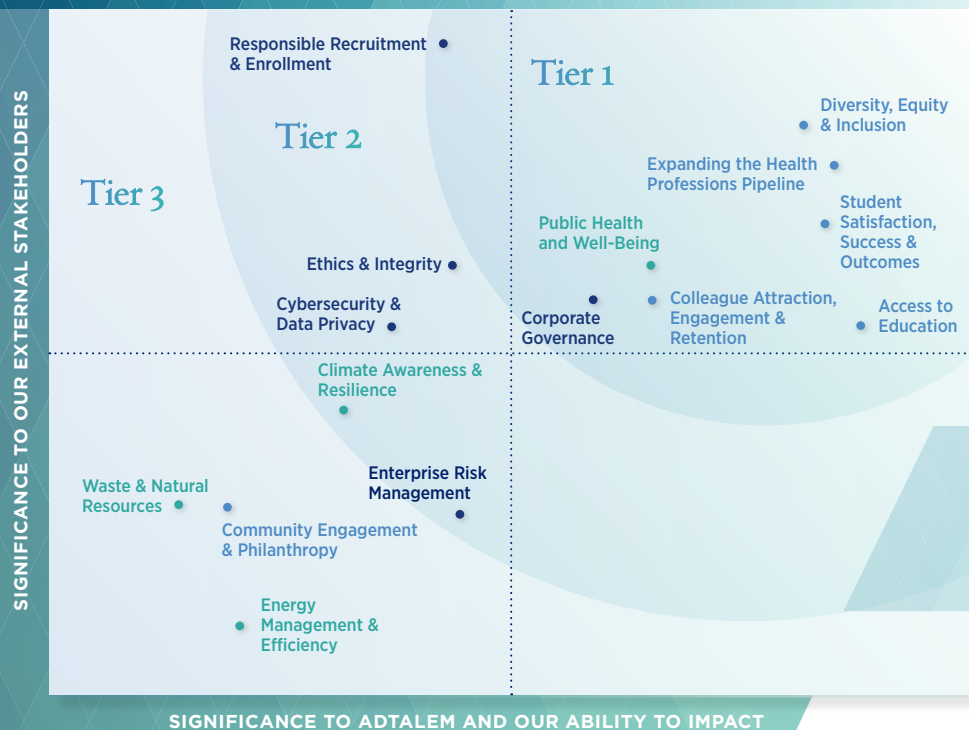 SIGNIFICANCE TO OUR EXTERNAL STAKEHOLDERS
Responsible Recruitment
& Enrollment
Tier 1
Tier 2
Tier 3
Diversity, Equity
& Inclusion
Expanding the Health
Professions Pipeline
Student
Satisfaction,
Success &
Outcomes
Public Health
and Well-Being
Ethics & Integrity
Cybersecurity &
Data Privacy
Corporate
Governance
Colleague Attraction,
Engagement &
Retention
Access to
Education
Climate Awareness &
Resilience
Enterprise Risk
Management
Waste & Natural
Resources
Community Engagement
& Philanthropy
Energy
Management &
Efficiency
SIGNIFICANCE TO ADTALEM AND OUR ABILITY TO IMPACT